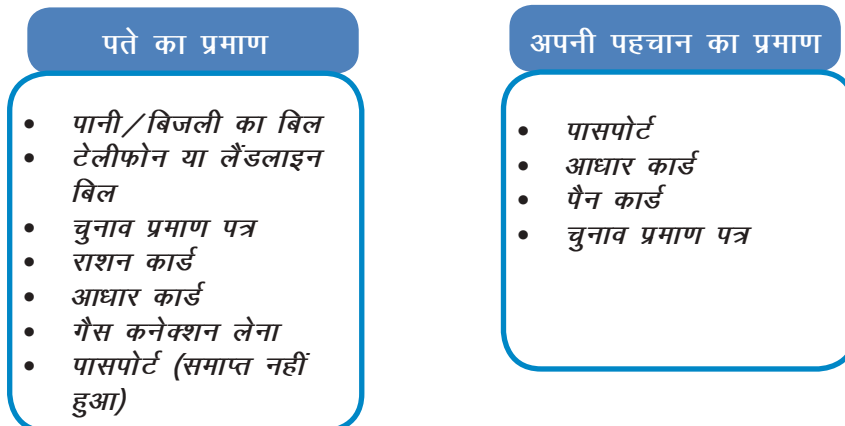 पते का प्रमाण
• पानी/बिजली का बिल
• टेलीफोन या लैंडलाइन
बिल
• चुनाव प्रमाण पत्र
• राशन कार्ड
• आधार कार्ड
• गैस कनेक्शन लेना
• पासपोर्ट (समाप्त नहीं
हुआ)
अपनी पहचान का प्रमाण
• पासपोर्ट
• आधार कार्ड
• पैन कार्ड
• चुनाव प्रमाण पत्र